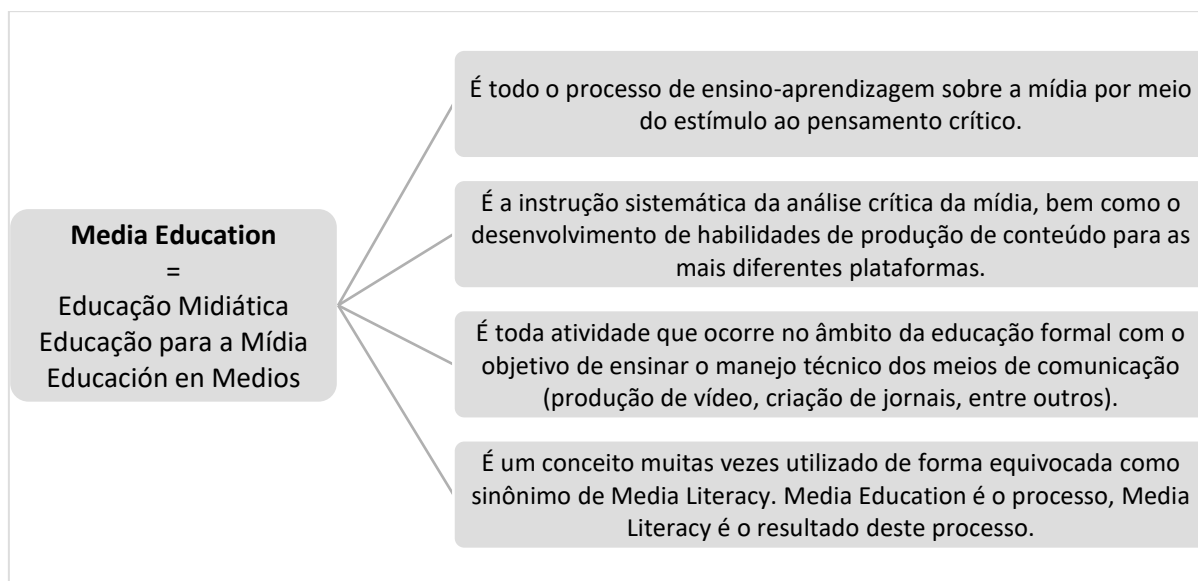 Media Education
=
Educação Midiática
Educação para a Mídia
Educación en Medios
É todo o processo de ensino-aprendizagem sobre a mídia por meio
do estímulo ao pensamento crítico.
É a instrução sistemática da análise crítica da mídia, bem como o
desenvolvimento de habilidades de produção de conteúdo para as
mais diferentes plataformas.
É toda atividade que ocorre no âmbito da educação formal com o
objetivo de ensinar o manejo técnico dos meios de comunicação
(produção de vídeo, criação de jornais, entre outros).
É um conceito muitas vezes utilizado de forma equivocada como
sinônimo de Media Literacy. Media Education é o processo, Media
Literacy é o resultado deste processo.